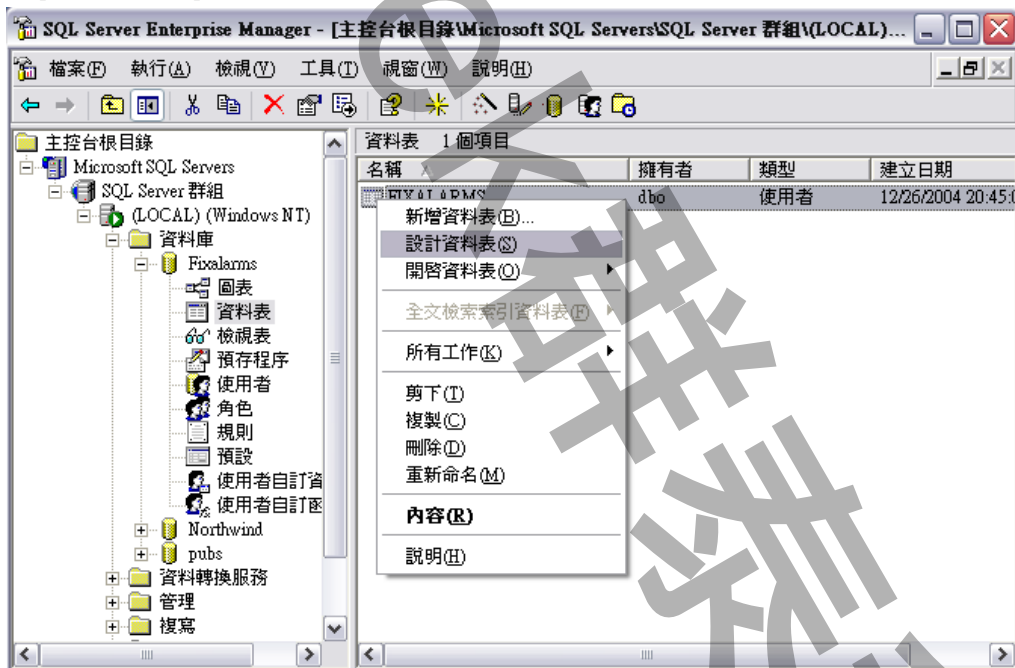 SQL Server Enterprise Manager - [主控台根目錄\Microsoft SQL Servers\SQL Server 群組\(LOCAL)...
檔案(F) 執行(A) 檢視(V) 工具(T) 視窗(W) 說明(H)
主控台根目錄
Microsoft SQL Servers
SQL Server 群組
(LOCAL) (Windows NT)
資料庫
Fixalarms
圖表
資料表
檢視表
預存程序
使用者
角色
規則
預設
使用者自訂資
使用者自訂函
Northwind
pubs
資料轉換服務
管理
複寫
資料表 1 個項目
名稱 擁有者 類型 建立日期
FIXALARMS dbo 使用者 12/26/2004 20:45:0
新增資料表(B)...
設計資料表(S)
開啓資料表(O)
全文檢索索引資料表(F)
所有工作(K)
剪下(T)
複製(C)
刪除(D)
重新命名(M)
內容(R)
說明(H)